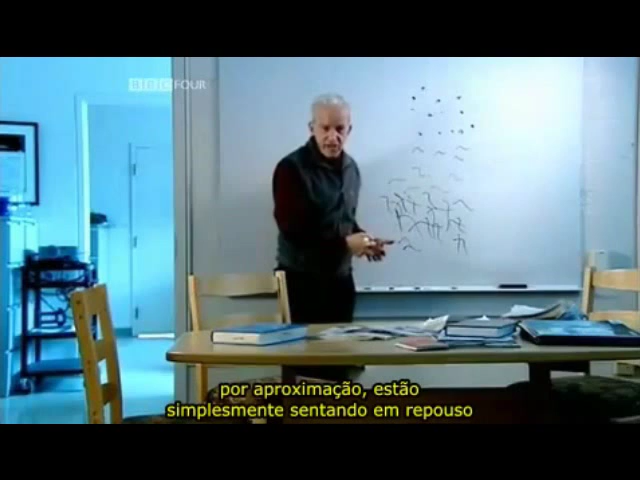 BBC FOUR
por aproximação, estão
simplesmente sentando em repouso